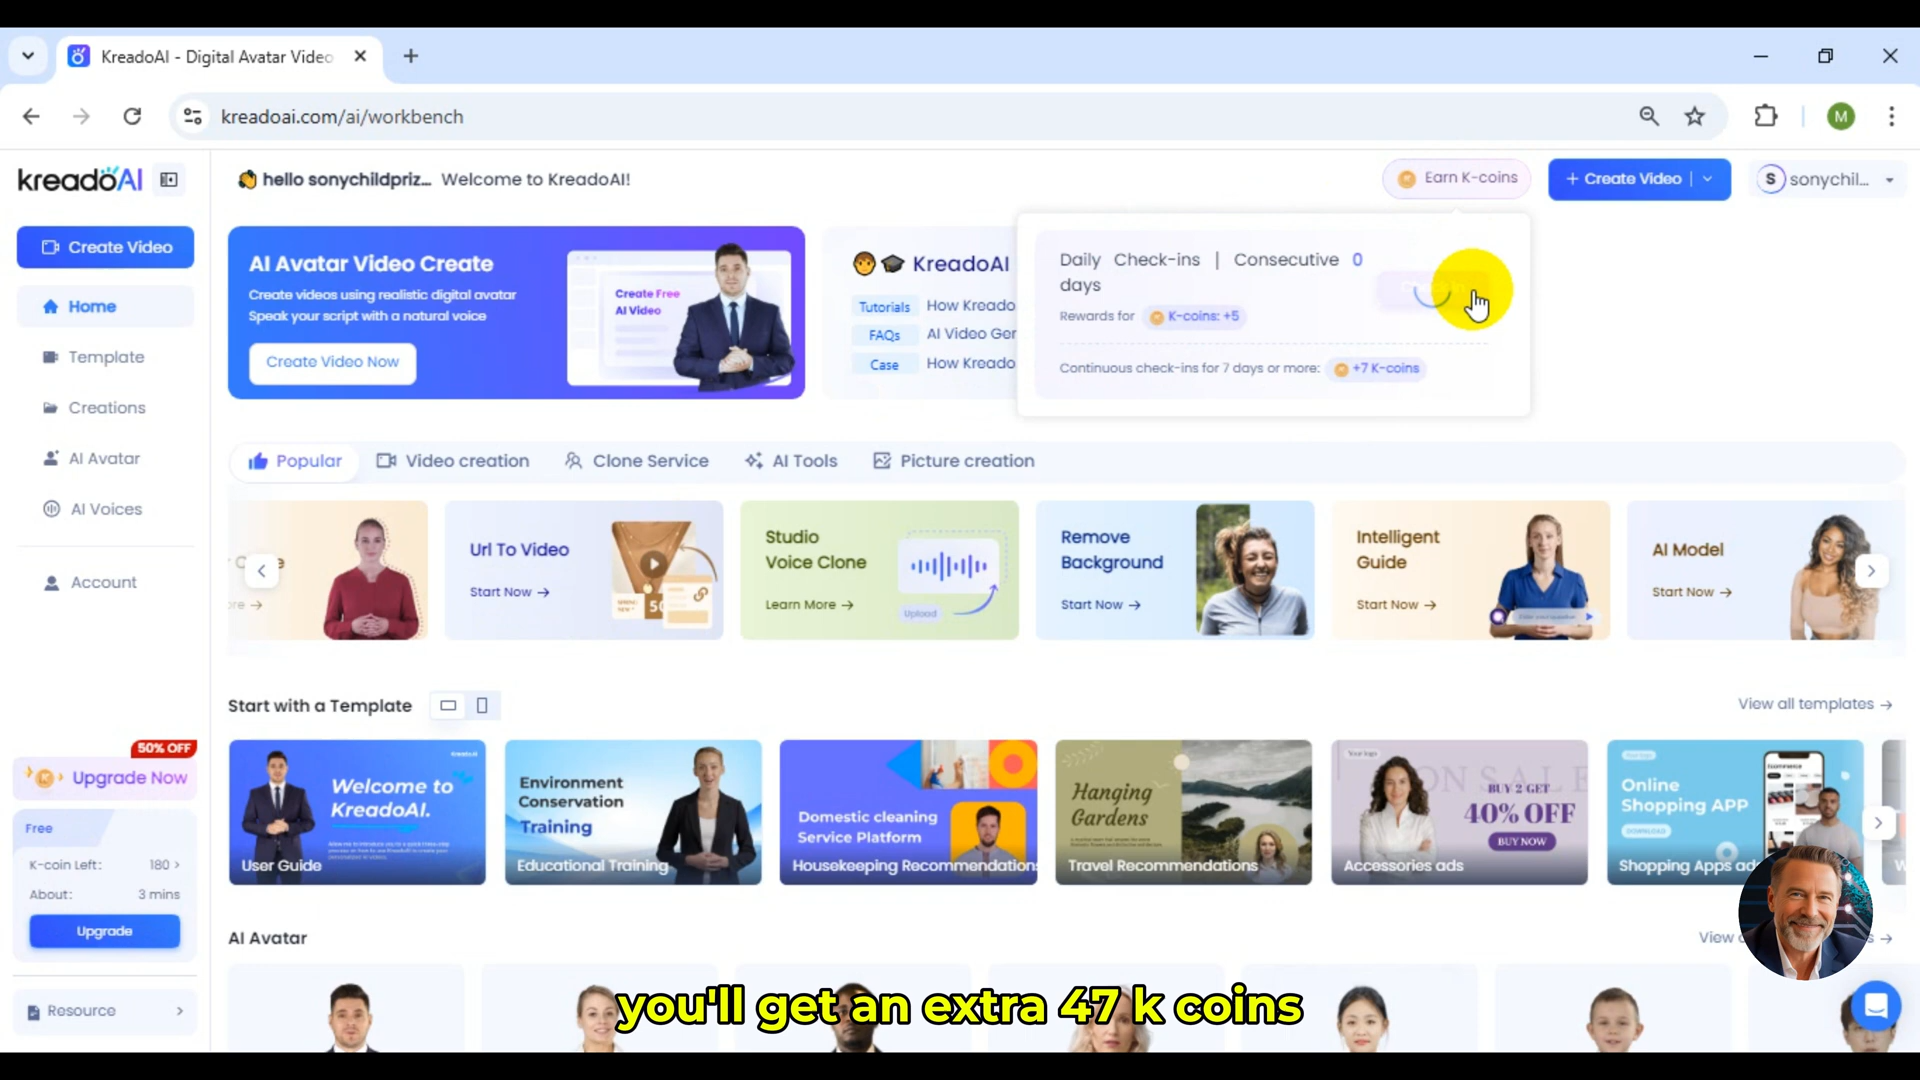 KreadoAI - Digital Avatar Video
kreadoai.com/ai/workbench
M
kreadoAI
hello sonychildpriz... Welcome to KreadoAI!
Earn K-coins
+ Create Video
S sonychil...
Create Video
Home
Template
Creations
AI Avatar
AI Voices
Account
50% OFF
Upgrade Now
Free
K-coin Left: 180 >
About: 3 mins
Upgrade
Resource >
AI Avatar Video Create
Create videos using realistic digital avatar
Speak your script with a natural voice
Create Video Now
Create Free
AI Video
KreadoAI
Tutorials How Kreado
FAQs AI Video Ger
Case How Kreado
Daily Check-ins | Consecutive 0
days
Rewards for K-coins: +5
Continuous check-ins for 7 days or more: +7 K-coins
Popular
Video creation
Clone Service
AI Tools
Picture creation
Url To Video
Start Now →
Studio
Voice Clone
Learn More →
Upload
Remove
Background
Start Now →
Intelligent
Guide
Start Now →
AI Model
Start Now →
Start with a Template
View all templates →
Welcome to
KreadoAI.
User Guide
Environment
Conservation
Training
Educational Training
Domestic cleaning
Service Platform
Housekeeping Recommendations
Hanging
Gardens
Travel Recommendations
Your logo
ON SALE
BUY 2 GET
40% OFF
BUY NOW
Accessories ads
Online
Shopping APP
DOWNLOAD
Shopping Apps ad
AI Avatar
View
you'll get an extra 47 k coins